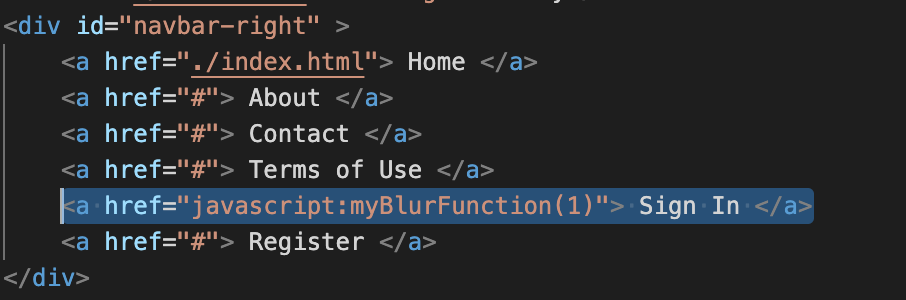 <div id="navbar-right" >
<a href="./index.html"> Home </a>
<a href="#"> About </a>
<a href="#"> Contact </a>
<a href="#"> Terms of Use </a>
<a href="javascript:myBlurFunction(1)"> Sign In </a>
<a href="#"> Register </a>
</div>